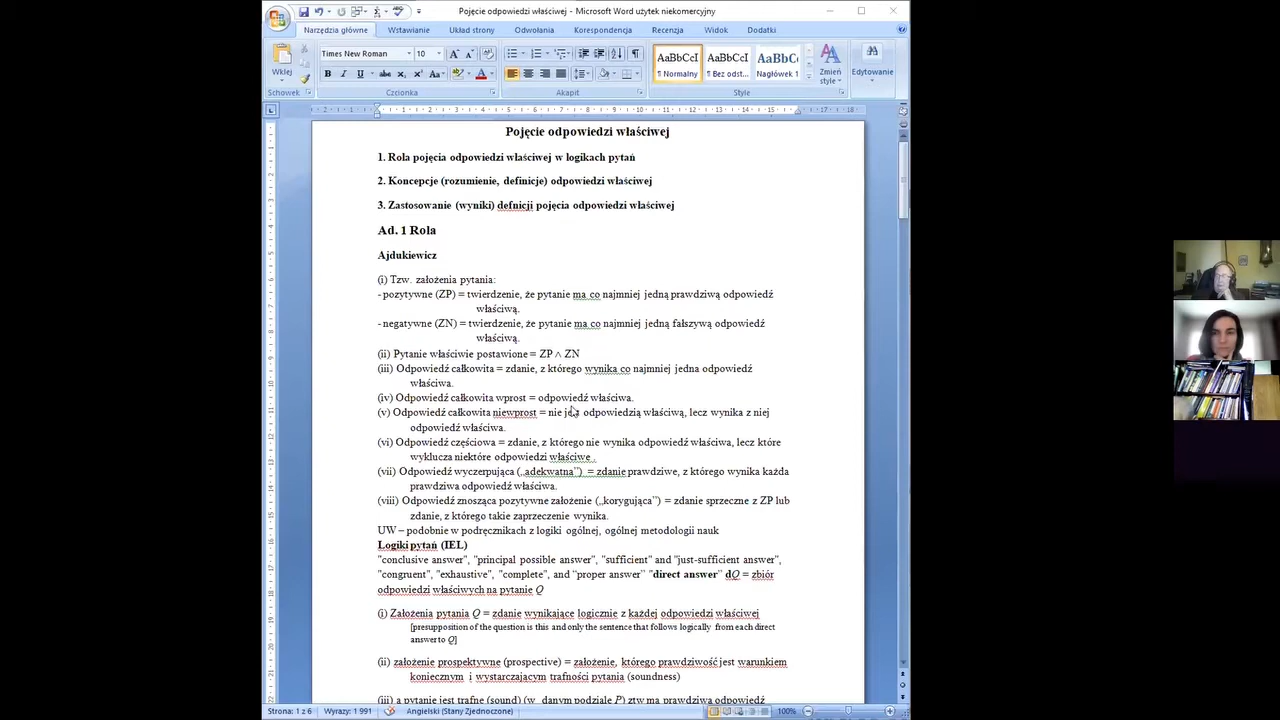 Pojęcie odpowiedzi właściwej - Microsoft Word użytek niekomercyjny
Narzędzia główne Wstawianie Układ strony Odwołania Korespondencja Recenzja Widok Dodatki
Times New Roman 10
AaBbCcI AaBbCcI AaBbC
Wklej ¶ Normalny ¶ Bez odst... Nagłówek 1 Zmień style Edytowanie
Schowek Czcionka Akapit Style
Pojęcie odpowiedzi właściwej
1. Rola pojęcia odpowiedzi właściwej w logikach pytań
2. Koncepcje (rozumienie, definicje) odpowiedzi właściwej
3. Zastosowanie (wyniki) defnicji pojęcia odpowiedzi właściwej
Ad. 1 Rola
Ajdukiewicz
(i) Tzw. założenia pytania:
- pozytywne (ZP) = twierdzenie, że pytanie ma co najmniej jedną prawdziwą odpowiedź
właściwą.
- negatywne (ZN) = twierdzenie, że pytanie ma co najmniej jedną fałszywą odpowiedź
właściwą.
(ii) Pytanie właściwie postawione = ZP ∧ ZN
(iii) Odpowiedź całkowita = zdanie, z którego wynika co najmniej jedna odpowiedź
właściwa.
(iv) Odpowiedź całkowita wprost = odpowiedź właściwa.
(v) Odpowiedź całkowita niewprost = nie jest odpowiedzią właściwą, lecz wynika z niej
odpowiedź właściwa.
(vi) Odpowiedź częściowa = zdanie, z którego nie wynika odpowiedź właściwa, lecz które
wyklucza niektóre odpowiedzi właściwe .
(vii) Odpowiedź wyczerpująca („adekwatna”) = zdanie prawdziwe, z którego wynika każda
prawdziwa odpowiedź właściwa.
(viii) Odpowiedź znosząca pozytywne założenie („korygująca”) = zdanie sprzeczne z ZP lub
zdanie, z którego takie zaprzeczenie wynika.
UW – podobnie w podręcznikach z logiki ogólnej, ogólnej metodologii nauk
Logiki pytań (IEL)
"conclusive answer", "principal possible answer", "sufficient" and "just-sufficient answer",
"congruent", "exhaustive", "complete", and "proper answer" "direct answer" dQ = zbiór
odpowiedzi właściwych na pytanie Q
(i) Założenia pytania Q = zdanie wynikające logicznie z każdej odpowiedzi właściwej
[presupposition of the question is this and only the sentence that follows logically from each direct
answer to Q]
(ii) założenie prospektywne (prospective) = założenie, którego prawdziwość jest warunkiem
koniecznym i wystarczającym trafności pytania (soundness)
(iii) a pytanie jest trafne (sound) (w danym podziale P) ztw ma prawdziwą odpowiedź
Strona: 1 z 6 Wyrazy: 1 991 Angielski (Stany Zjednoczone) 100%